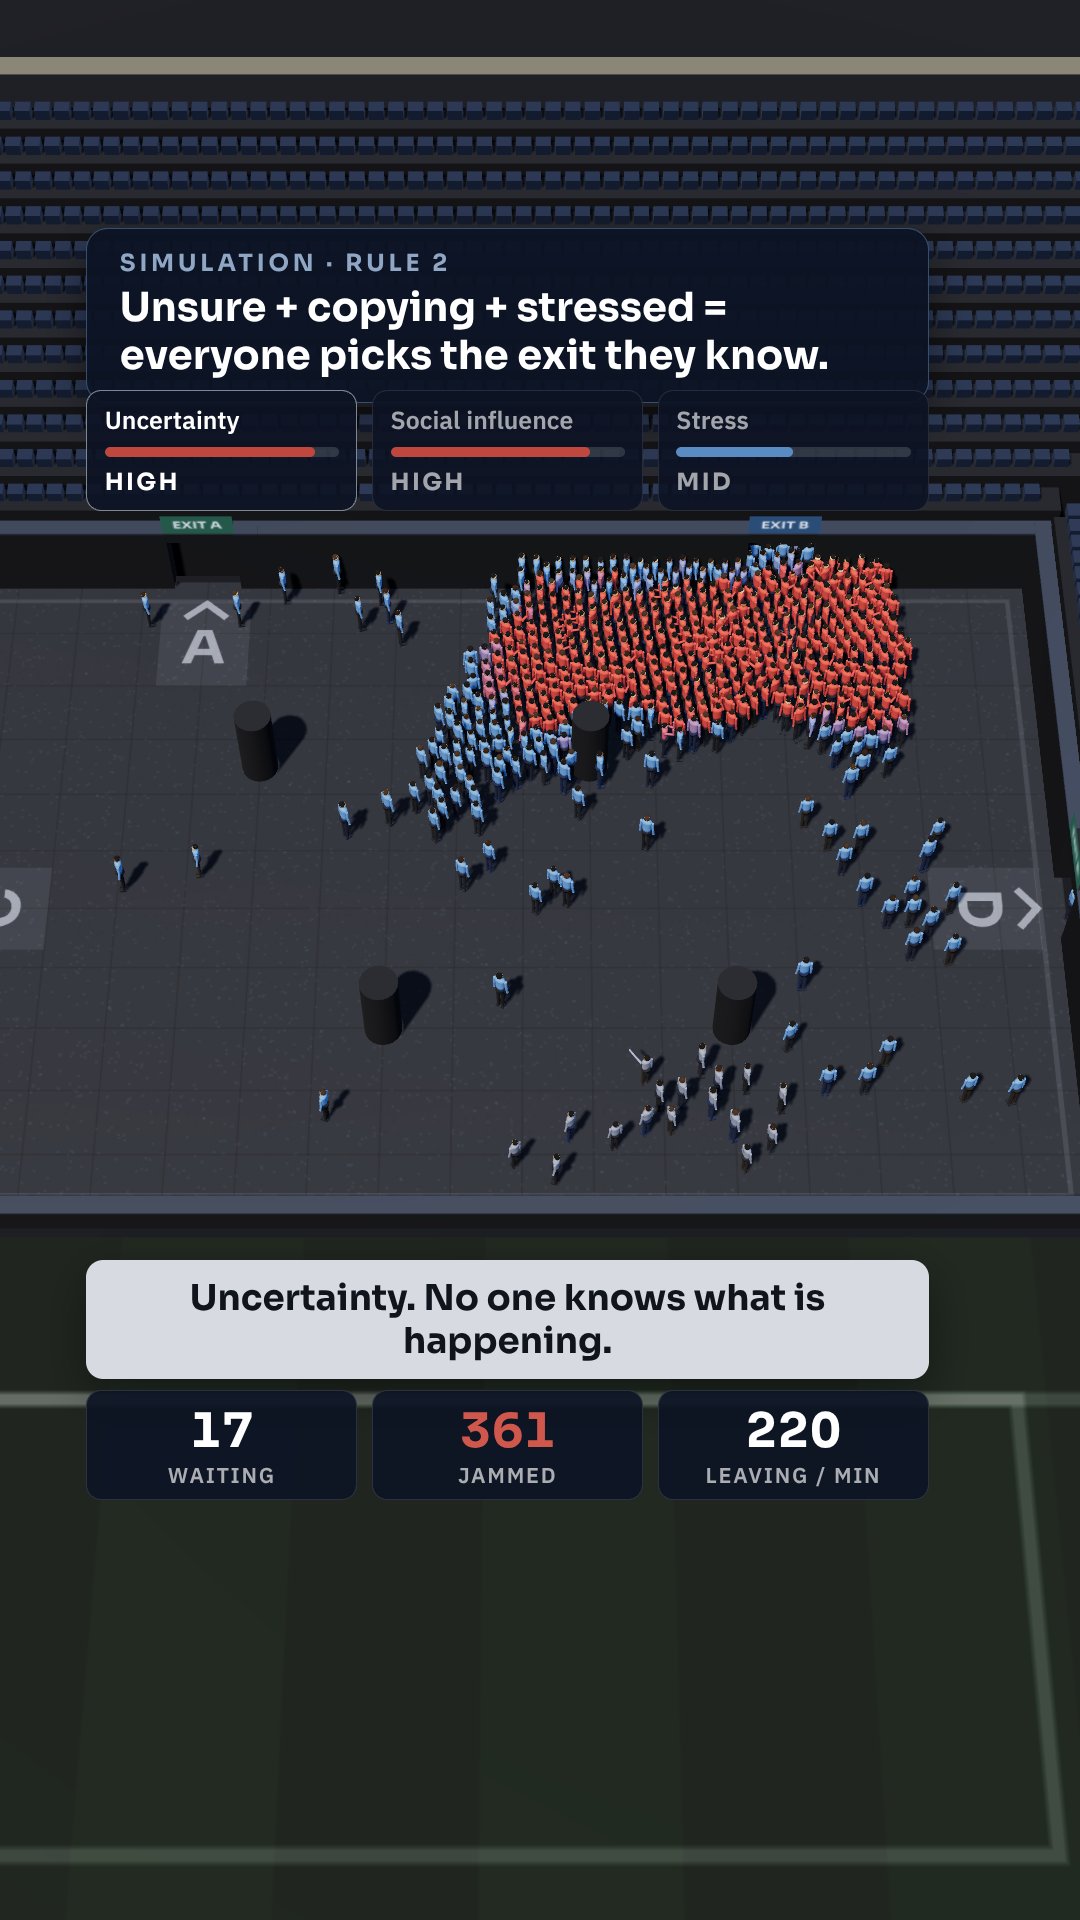 SIMULATION · RULE 2
Unsure + copying + stressed =
everyone picks the exit they know.
Uncertainty
HIGH
Social influence
HIGH
Stress
MID
EXIT A
EXIT B
A
C
D
Uncertainty. No one knows what is
happening.
17
WAITING
361
JAMMED
220
LEAVING / MIN